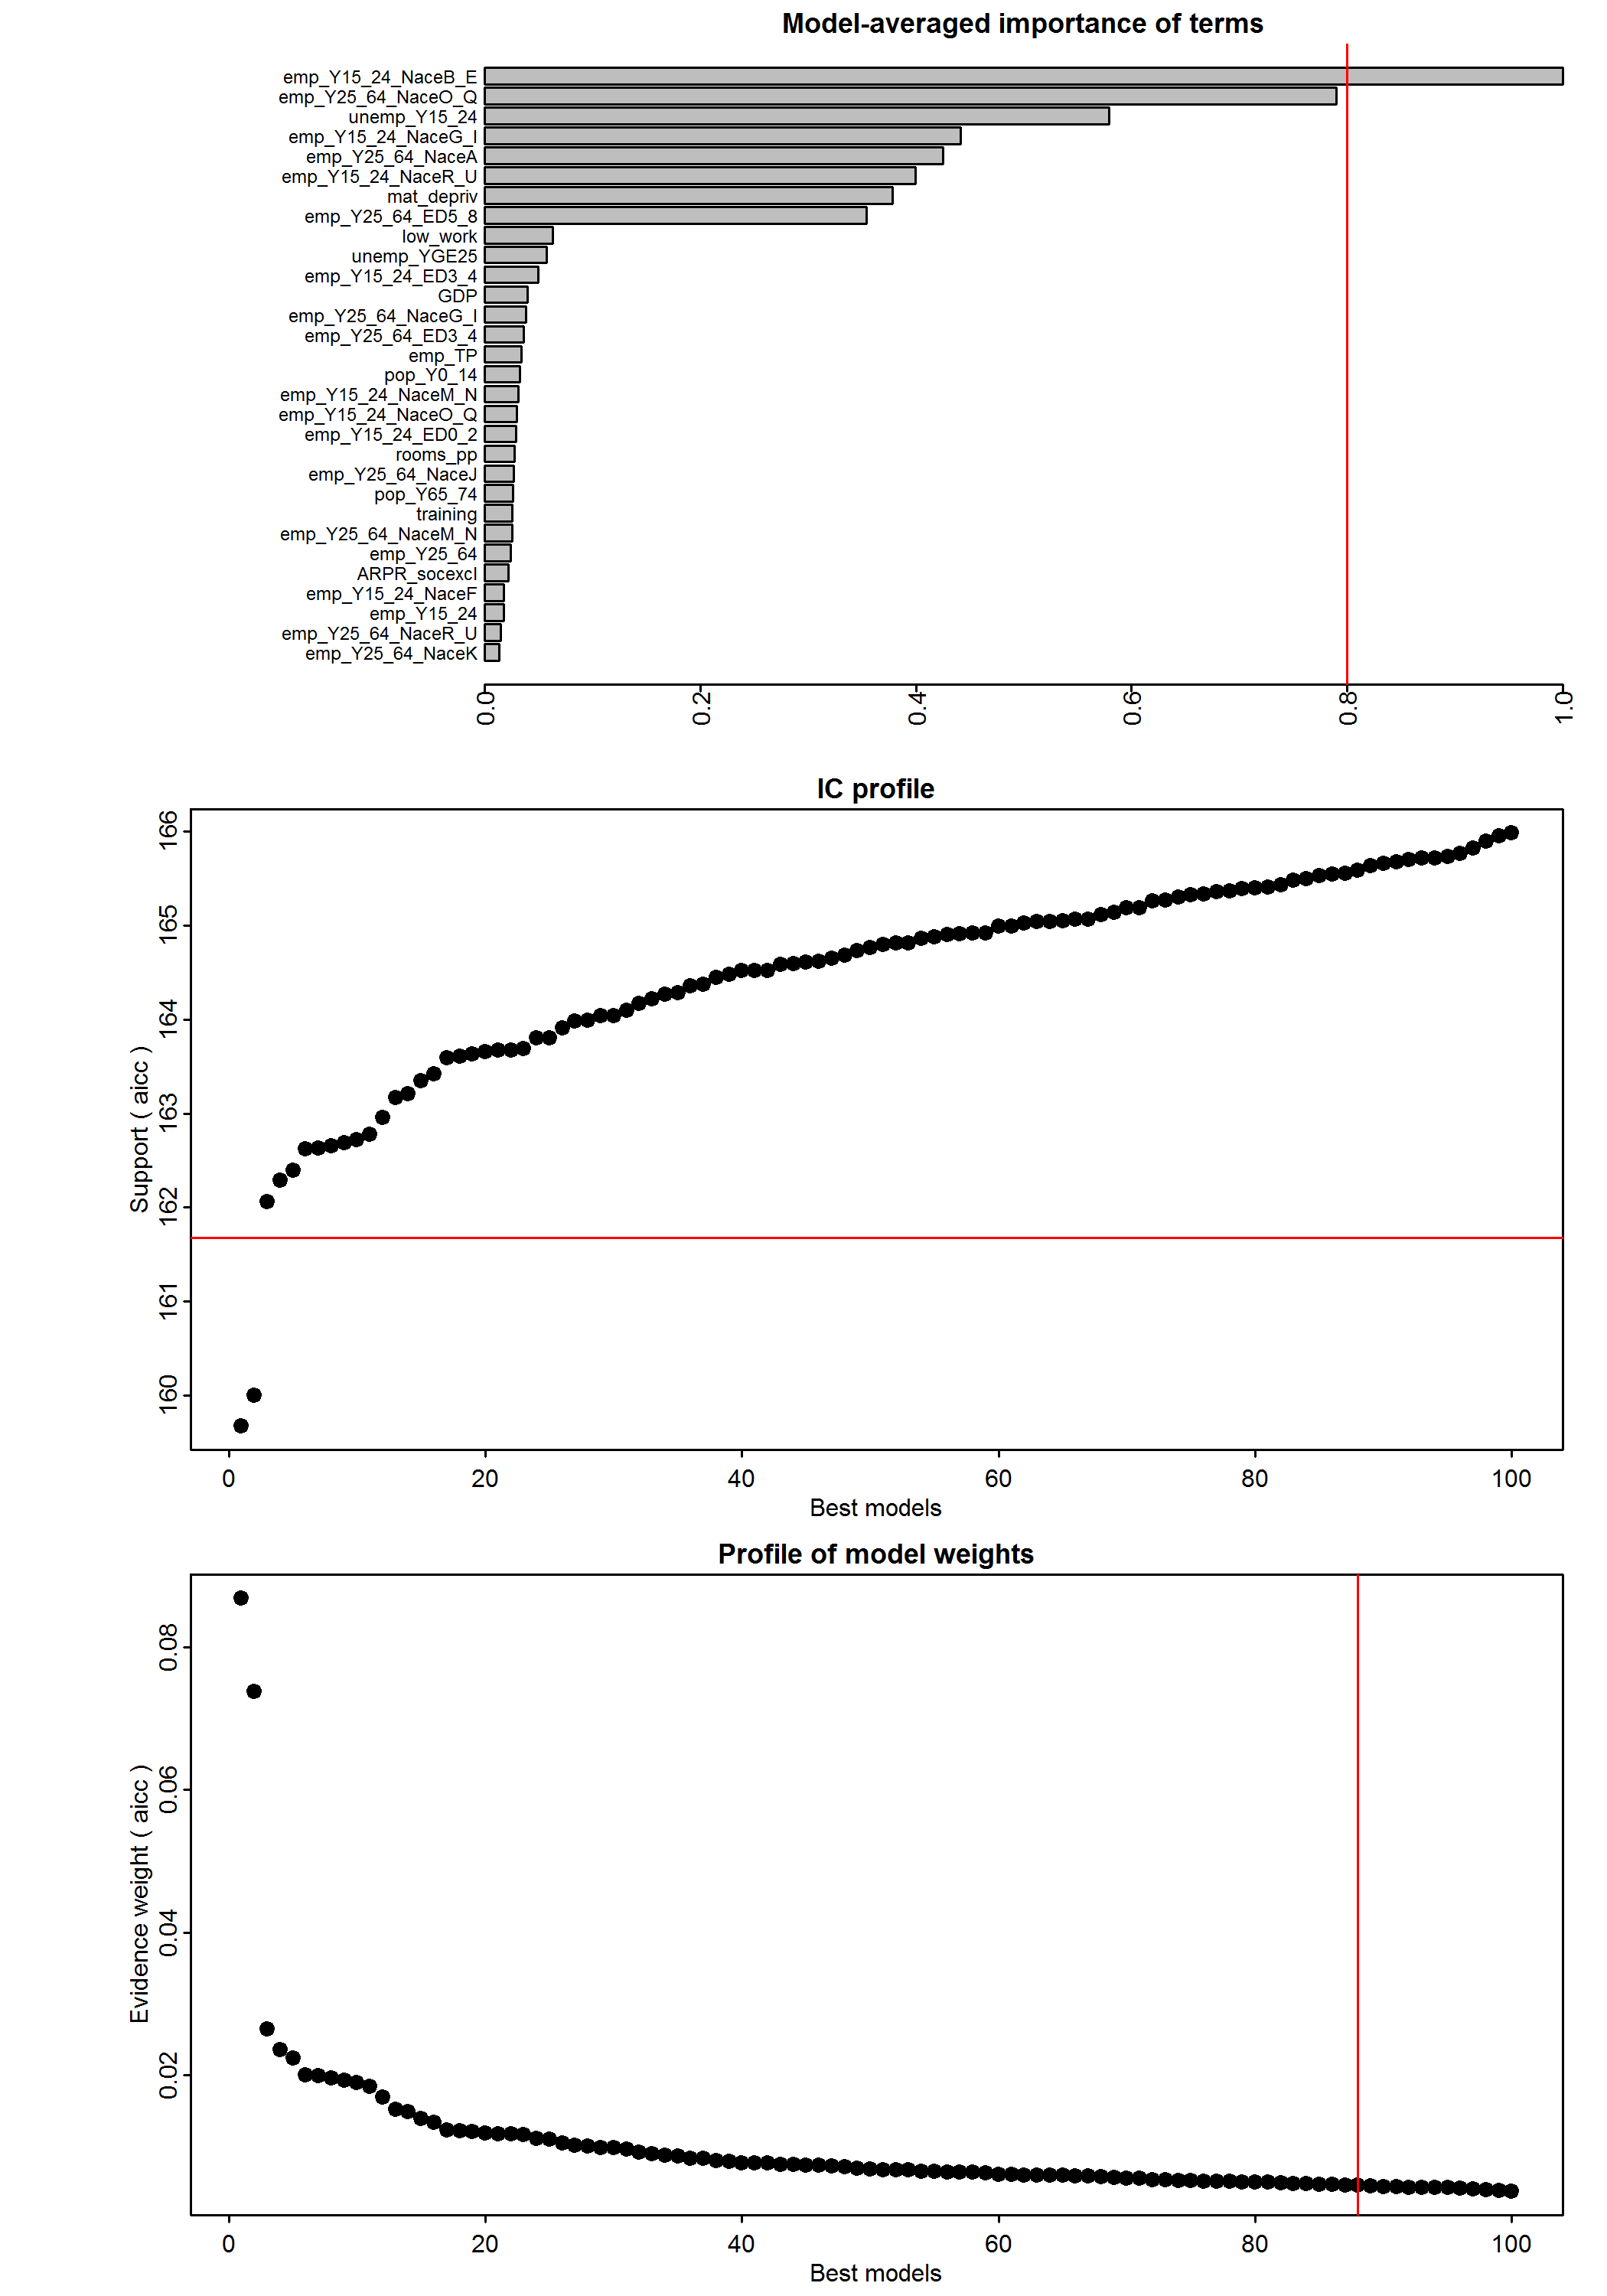 Model-averaged importance of terms
emp_Y15_24_NaceB_E
emp_Y25_64_NaceO_Q
unemp_Y15_24
emp_Y15_24_NaceG_I
emp_Y25_64_NaceA
emp_Y15_24_NaceR_U
mat_depriv
emp_Y25_64_ED5_8
low_work
unemp_YGE25
emp_Y15_24_ED3_4
GDP
emp_Y25_64_NaceG_I
emp_Y25_64_ED3_4
emp_TP
pop_Y0_14
emp_Y15_24_NaceM_N
emp_Y15_24_NaceO_Q
emp_Y15_24_ED0_2
rooms_pp
emp_Y25_64_NaceJ
pop_Y65_74
training
emp_Y25_64_NaceM_N
emp_Y25_64
ARPR_socexcl
emp_Y15_24_NaceF
emp_Y15_24
emp_Y25_64_NaceR_U
emp_Y25_64_NaceK
0.0 0.2 0.4 0.6 0.8 1.0
IC profile
Support ( aicc )
166
165
164
163
162
161
160
0 20 40 60 80 100
Best models
Profile of model weights
Evidence weight ( aicc )
0.08
0.06
0.04
0.02
0 20 40 60 80 100
Best models